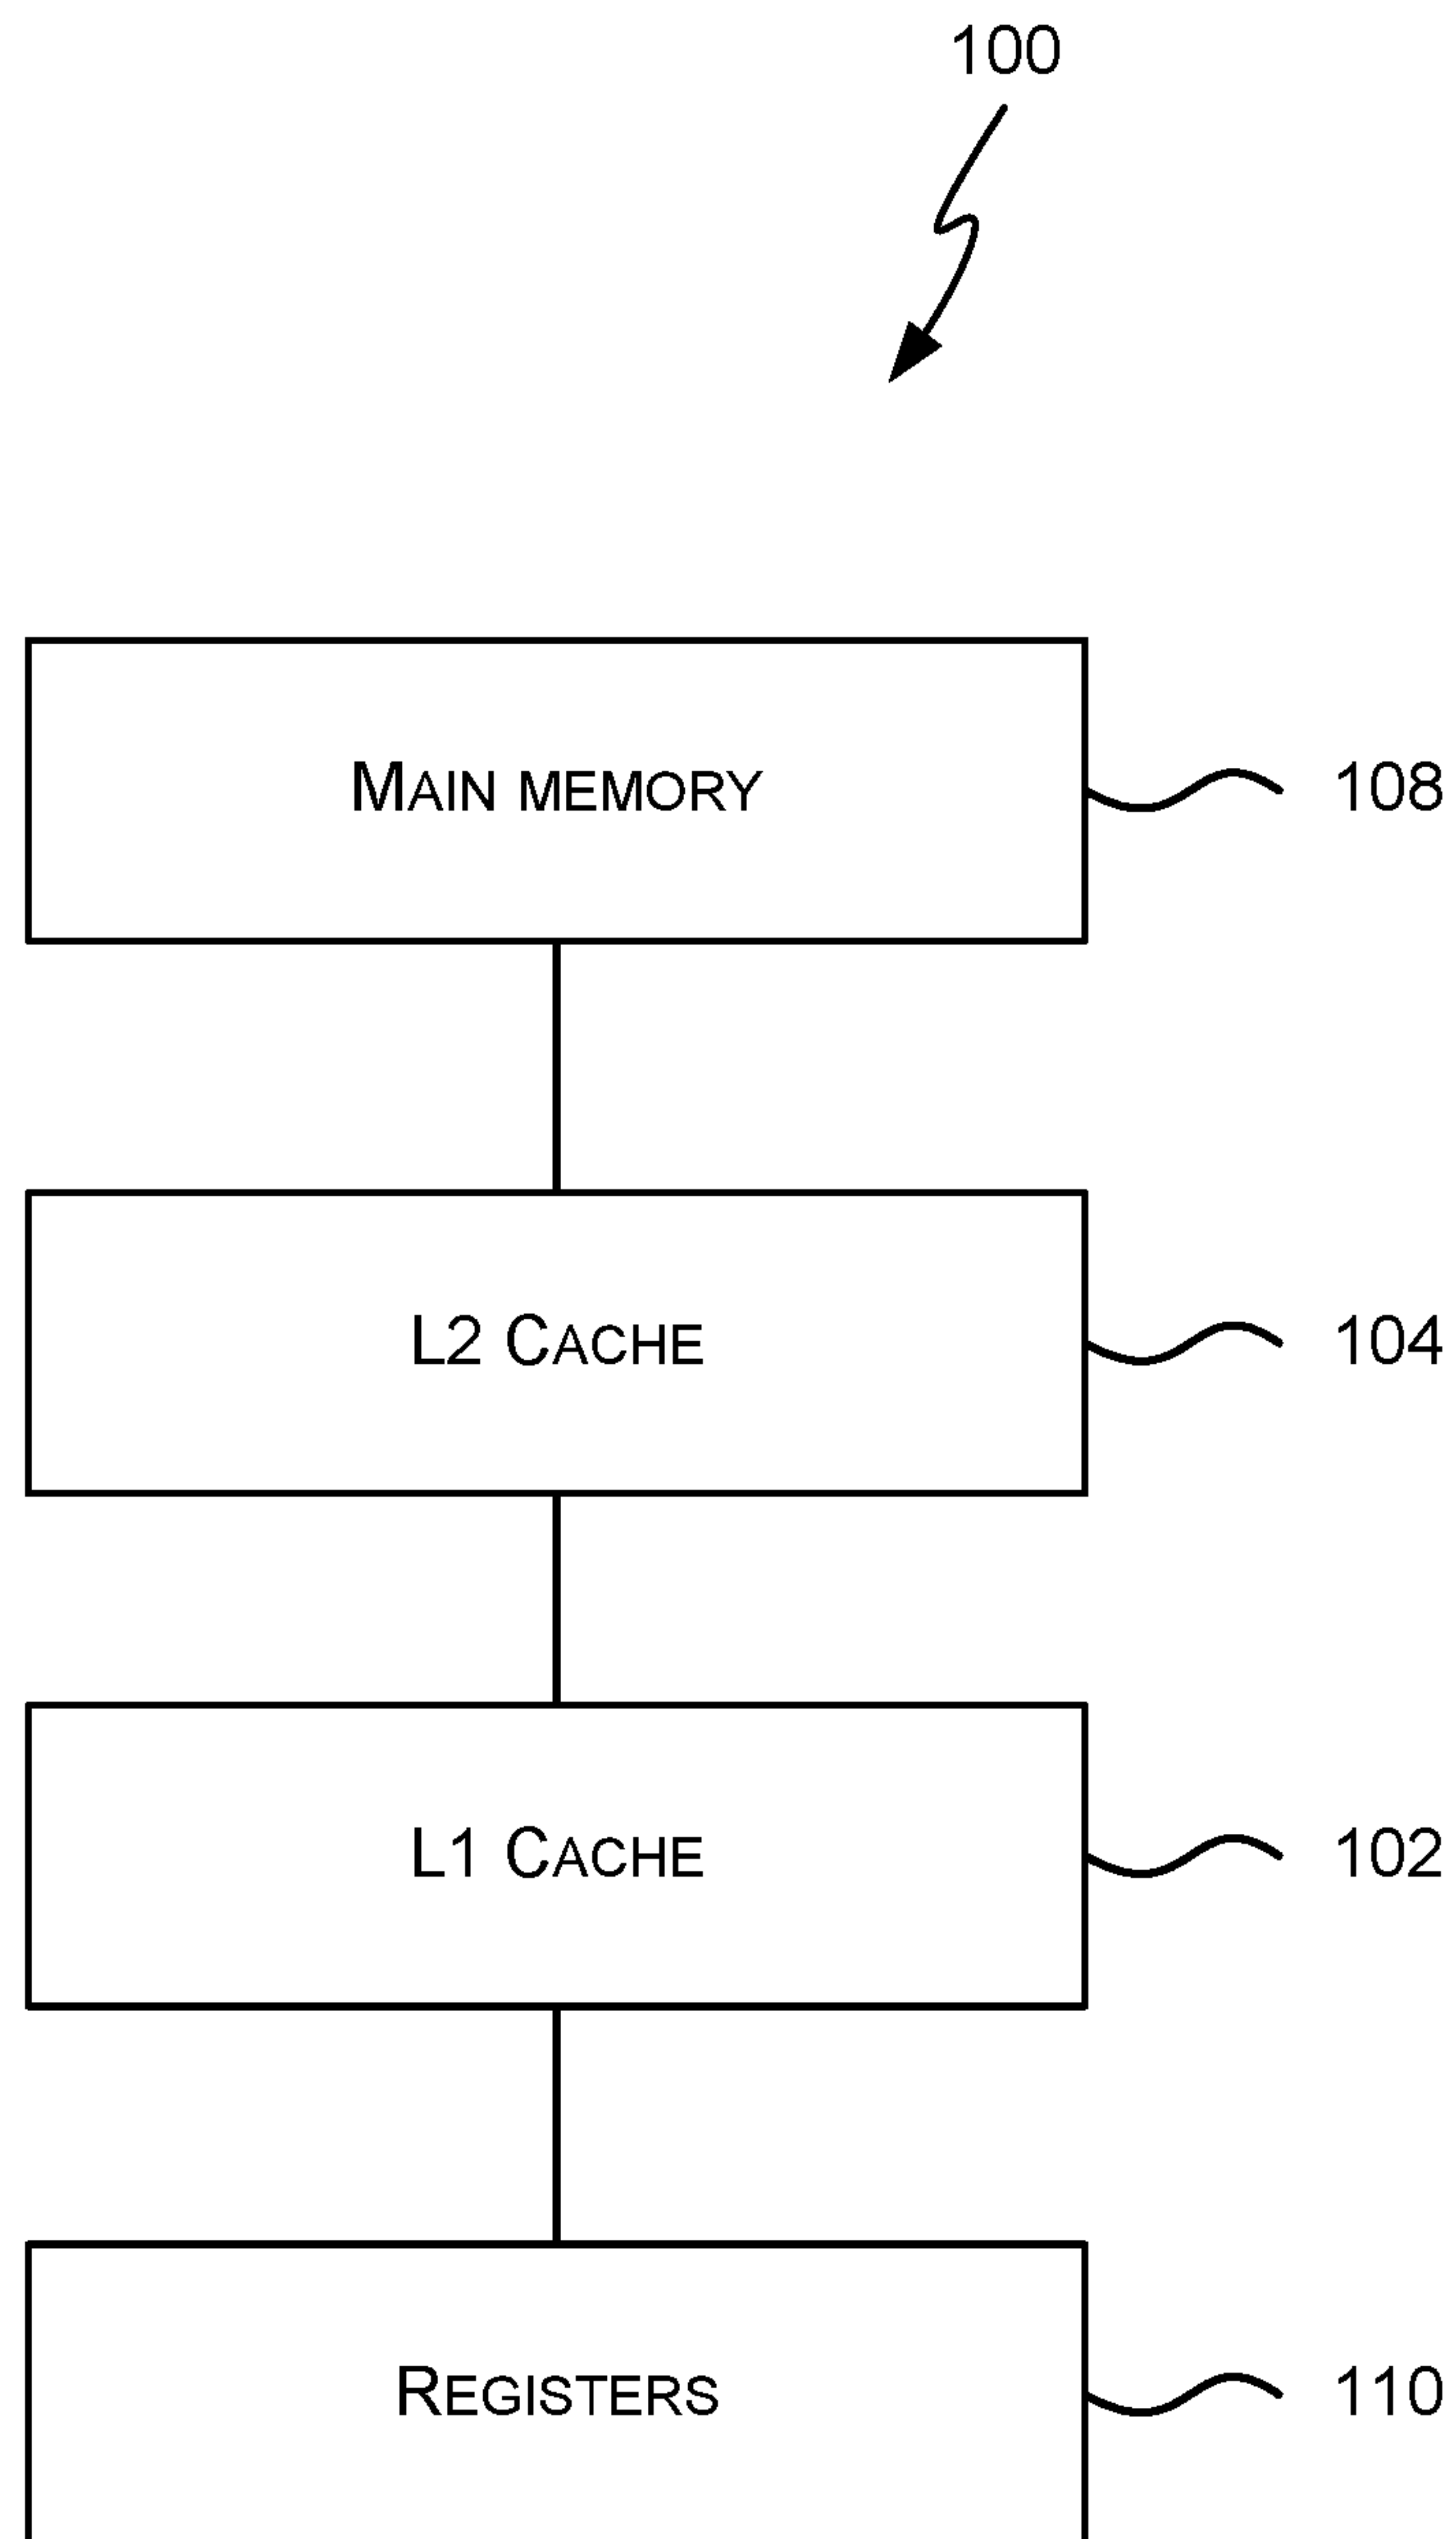 100
MAIN MEMORY
108
L2 CACHE
104
L1 CACHE
102
REGISTERS
110